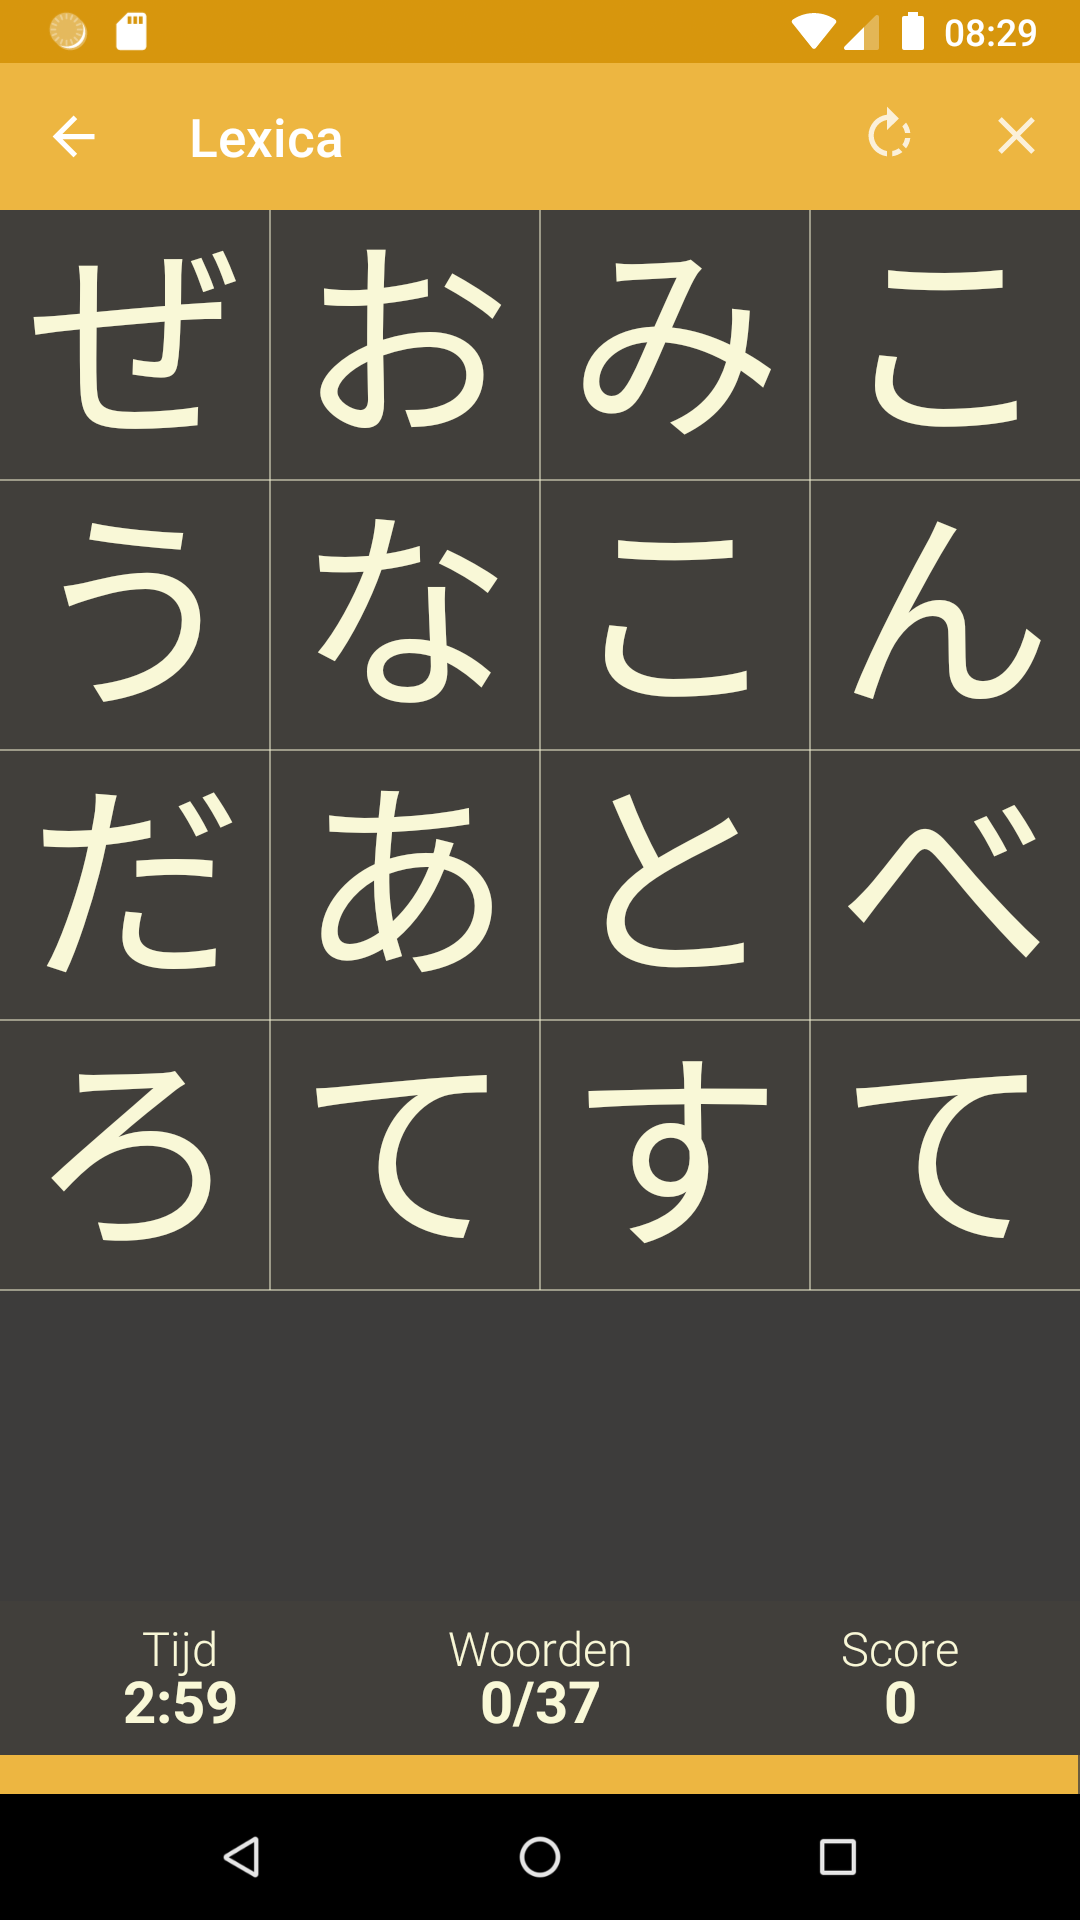 08:29
Lexica
ぜ お み こ
う な こ ん
だ あ と べ
ろ て す て
Tijd Woorden Score
2:59 0/37 0